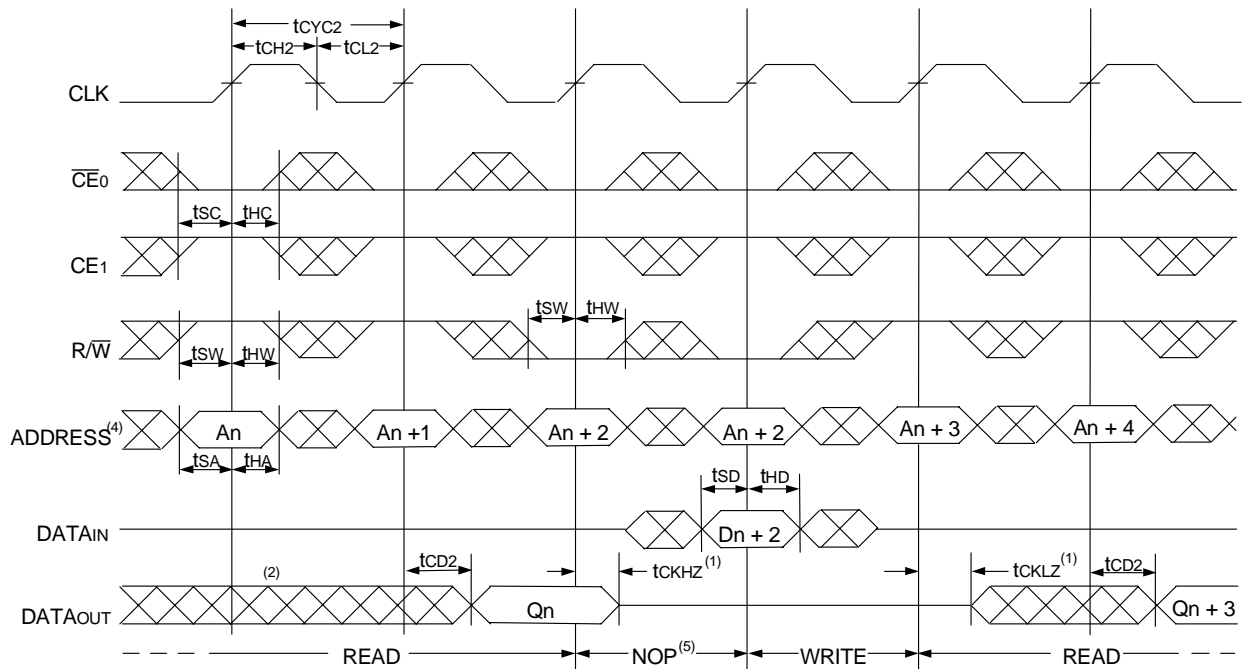 tCYC2
tCH2 tCL2
CLK
CE0
tSC tHC
CE1
tSW tHW
R/W
tSW tHW
ADDRESS(4) An An +1 An + 2 An + 2 An + 3 An + 4
tSA tHA
tSD tHD
DATAIN Dn + 2
(2) tCD2 tCKHZ(1) tCKLZ(1) tCD2
DATAOUT Qn Qn + 3
READ NOP(5) WRITE READ